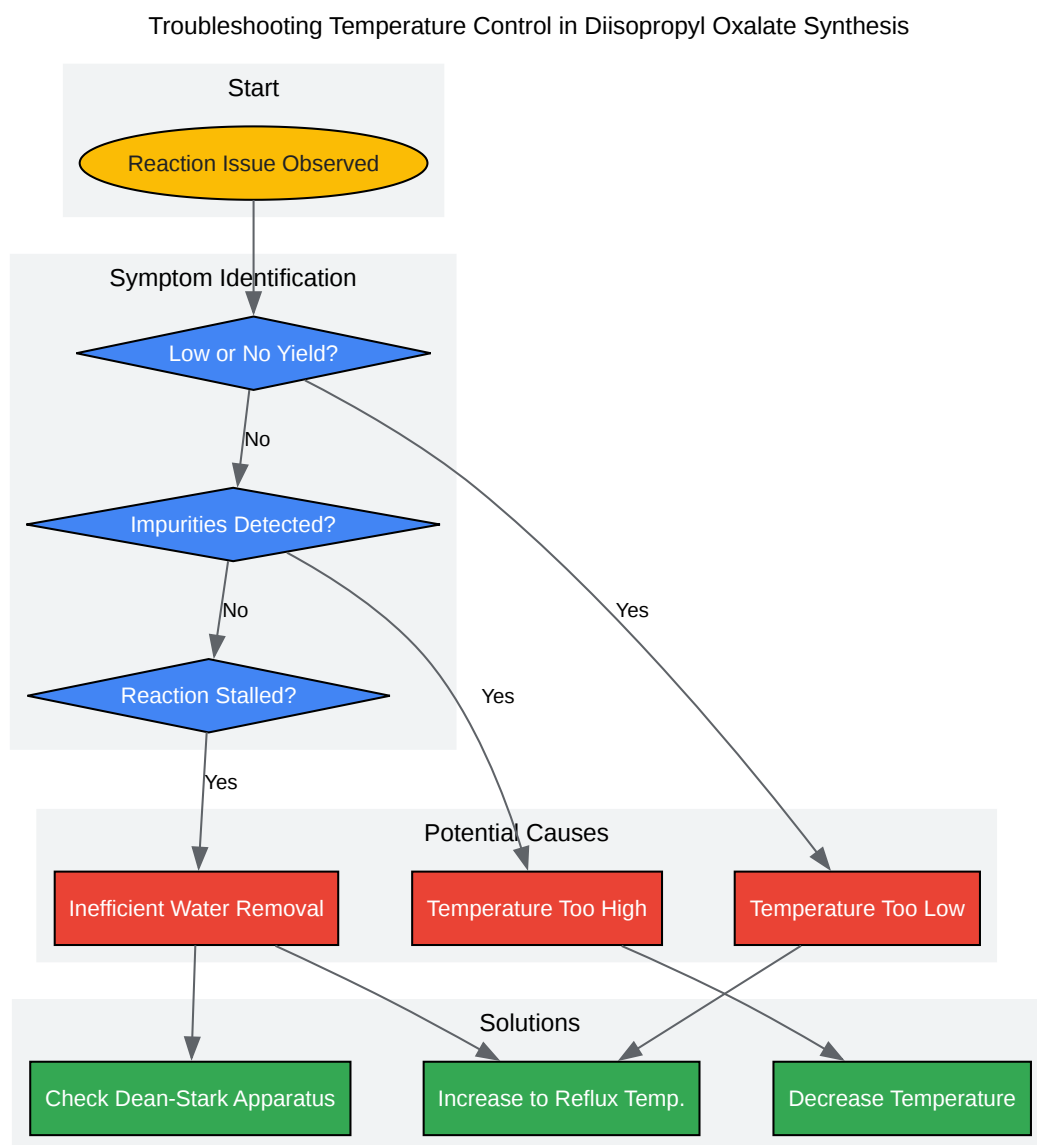 Troubleshooting Temperature Control in Diisopropyl Oxalate Synthesis
Start
Reaction Issue Observed
Symptom Identification
Low or No Yield?
No
Impurities Detected?
No
Yes
Reaction Stalled?
Yes
Yes
Potential Causes
Inefficient Water Removal
Temperature Too High
Temperature Too Low
Solutions
Check Dean-Stark Apparatus
Increase to Reflux Temp.
Decrease Temperature